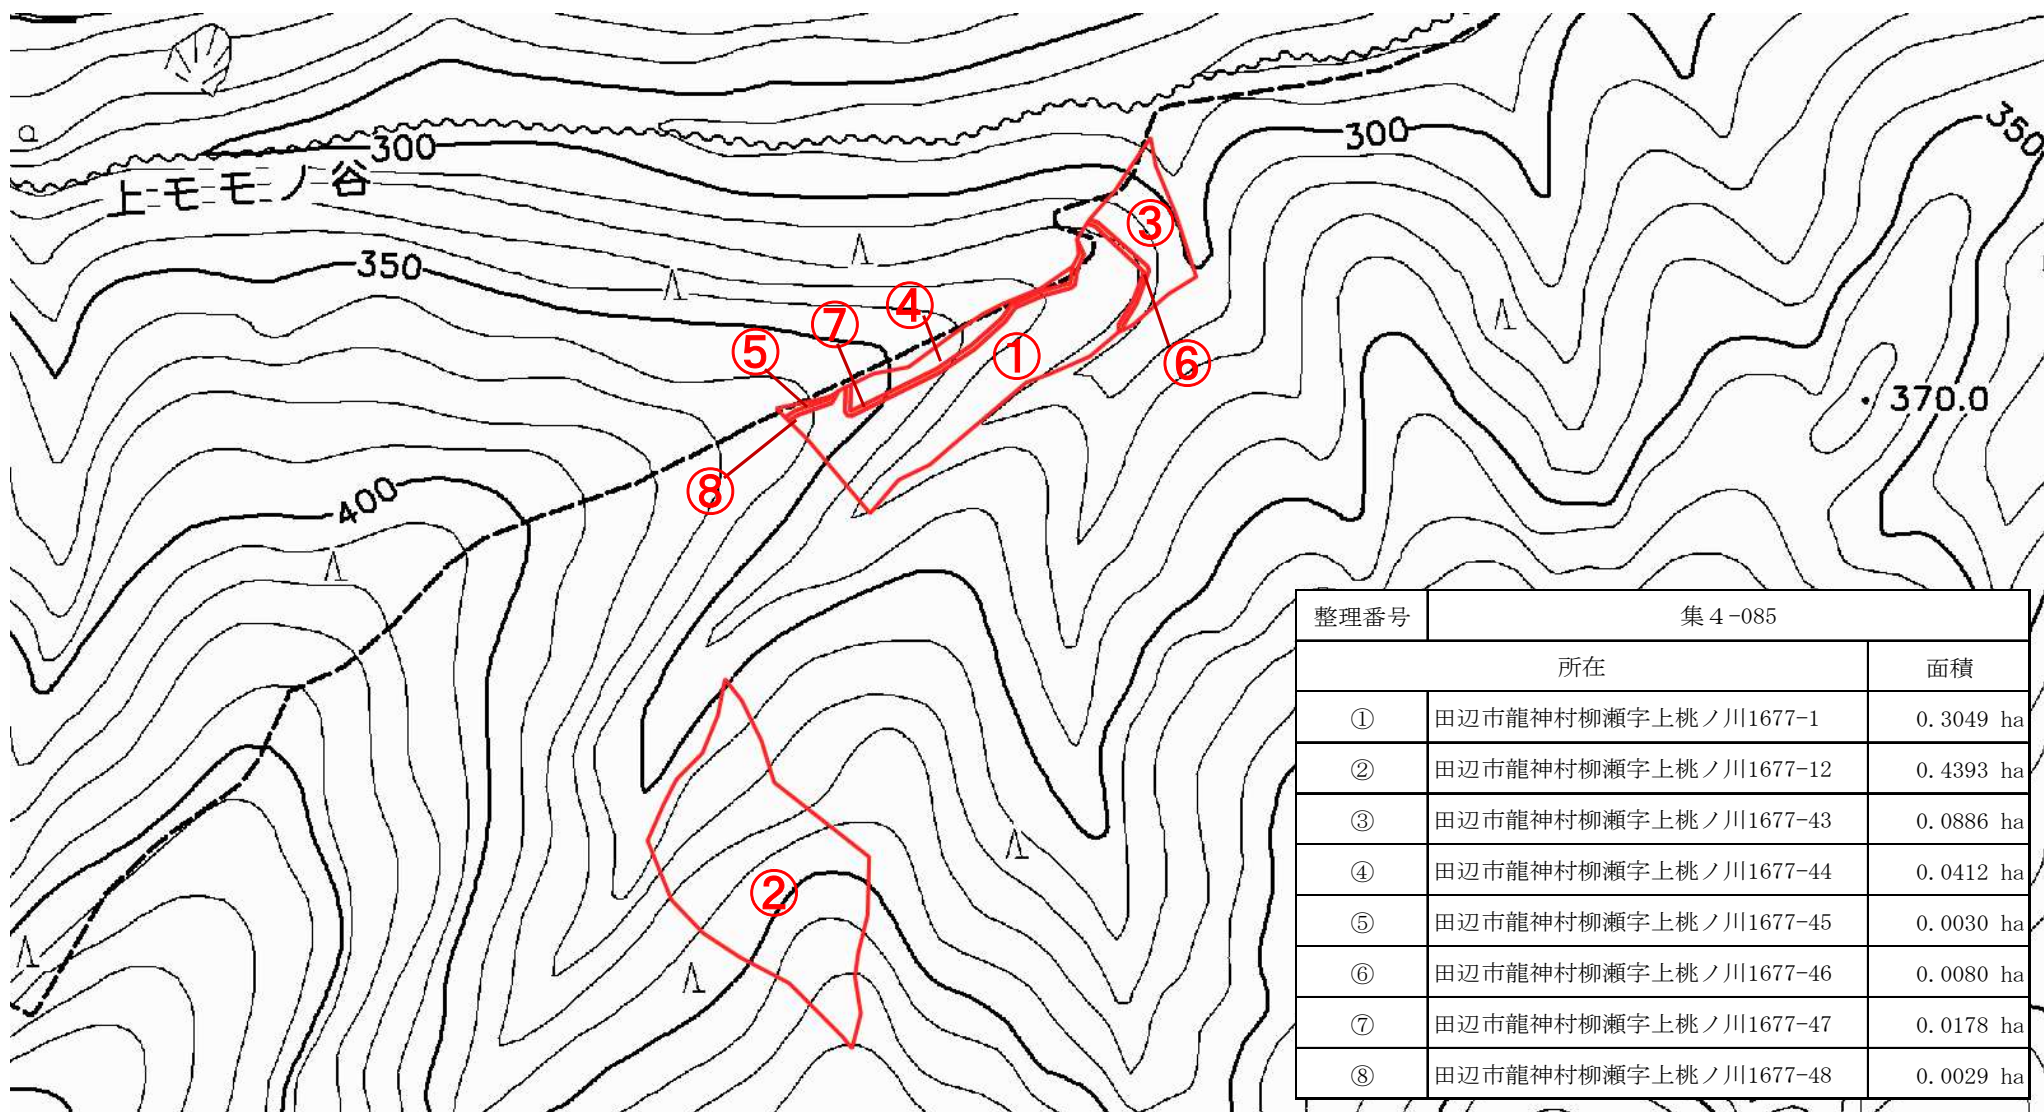 300
上モモノ谷
350
400
300
350
370.0
③
④
⑦
⑤
①
⑥
⑧
②
整理番号 集４-085
所在 面積
① 田辺市龍神村柳瀬字上桃ノ川1677-1 0.3049 ha
② 田辺市龍神村柳瀬字上桃ノ川1677-12 0.4393 ha
③ 田辺市龍神村柳瀬字上桃ノ川1677-43 0.0886 ha
④ 田辺市龍神村柳瀬字上桃ノ川1677-44 0.0412 ha
⑤ 田辺市龍神村柳瀬字上桃ノ川1677-45 0.0030 ha
⑥ 田辺市龍神村柳瀬字上桃ノ川1677-46 0.0080 ha
⑦ 田辺市龍神村柳瀬字上桃ノ川1677-47 0.0178 ha
⑧ 田辺市龍神村柳瀬字上桃ノ川1677-48 0.0029 ha